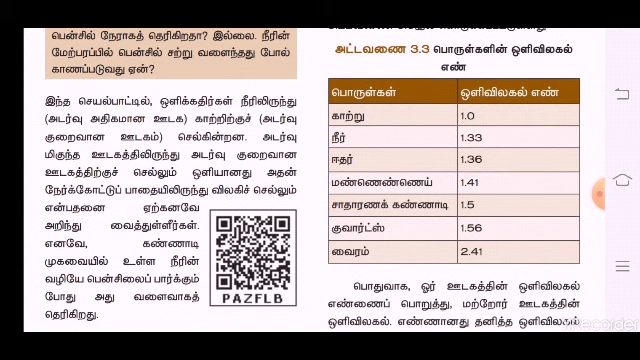 பென்சில் நேராகத் தெரிகிறதா? இல்லை. நீரின்
மேற்பரப்பில் பென்சில் சற்று வளைந்தது போல்
காணப்படுவது ஏன்?
இந்த செயல்பாட்டில், ஒளிக்கதிர்கள் நீரிலிருந்து
(அடர்வு அதிகமான ஊடக) காற்றிற்குச் (அடர்வு
குறைவான ஊடகம்) செல்கின்றன. அடர்வு
மிகுந்த ஊடகத்திலிருந்து அடர்வு குறைவான
ஊடகத்திற்குச் செல்லும் ஒளியானது அதன்
நேர்க்கோட்டுப் பாதையிலிருந்து விலகிச் செல்லும்
என்பதனை ஏற்கனவே
அறிந்து வைத்துள்ளீர்கள்.
எனவே, கண்ணாடி
முகவையில் உள்ள நீரின்
வழியே பென்சிலைப் பார்க்கும்
போது அது வளைவாகத்
தெரிகிறது.
PAZFLB
அட்டவணை 3.3 பொருள்களின் ஒளிவிலகல்
எண்
பொருள்கள் ஒளிவிலகல் எண்
காற்று 1.0
நீர் 1.33
ஈதர் 1.36
மண்ணெண்ணெய் 1.41
சாதாரணக் கண்ணாடி 1.5
குவார்ட்ஸ் 1.56
வைரம் 2.41
பொதுவாக, ஓர் ஊடகத்தின் ஒளிவிலகல்
எண்ணைப் பொறுத்து, மற்றோர் ஊடகத்தின்
ஒளிவிலகல். எண்ணானது தனித்த ஒளிவிலகல்